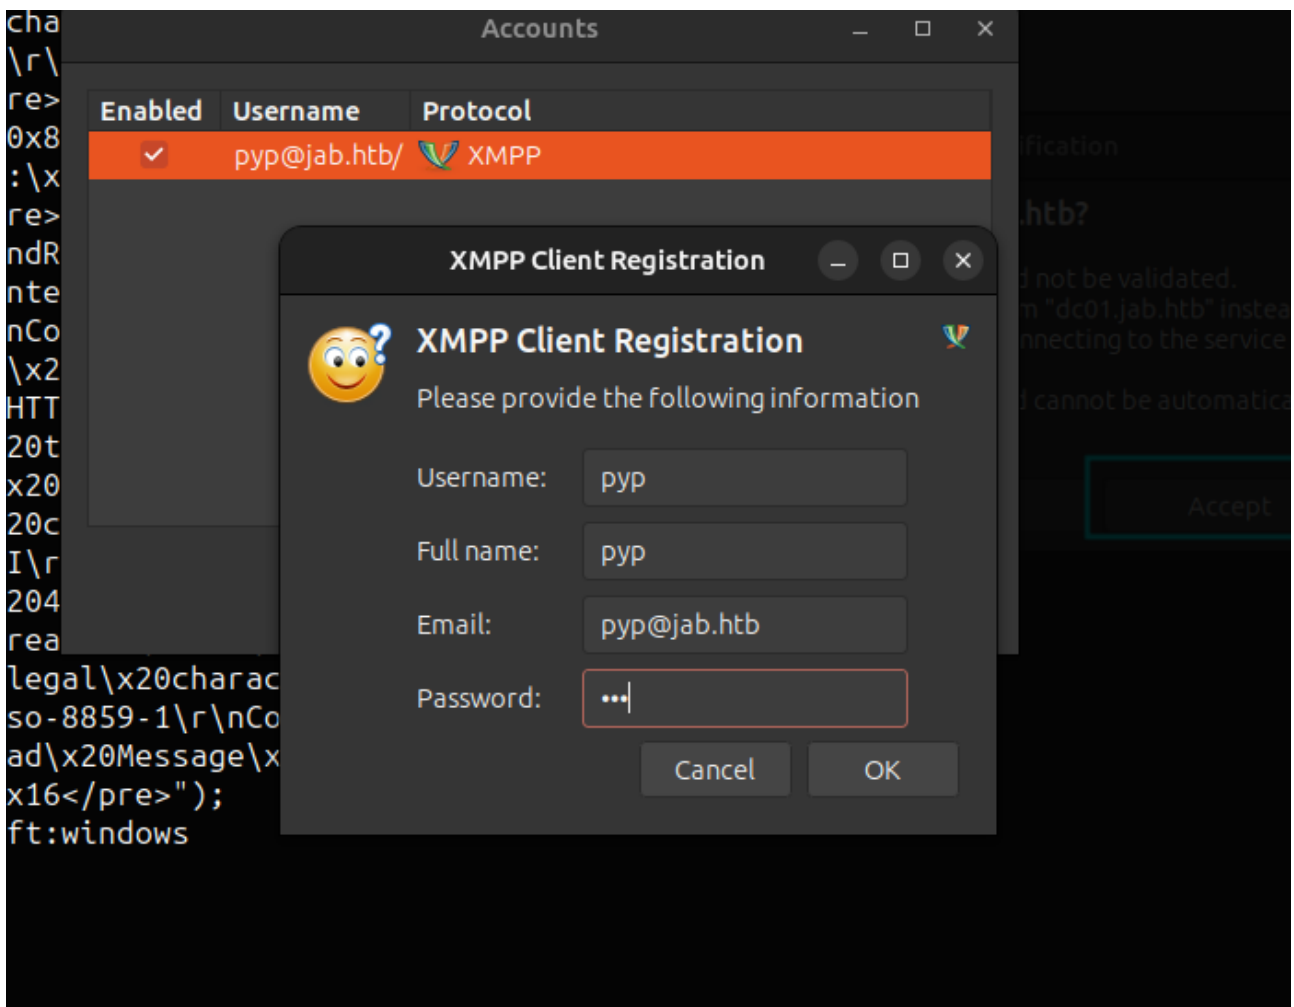 cha
\r\
re>
0x8
:\x
re>
ndR
nte
nCo
\x2
HTT
20t
x20
20c
I\r
204
rea
legal\x20charac
so-8859-1\r\nCo
ad\x20Message\x
x16</pre>");
ft:windows
Accounts
Enabled Username Protocol
pyp@jab.htb/ XMPP
XMPP Client Registration
XMPP Client Registration
Please provide the following information
Username: pyp
Full name: pyp
Email: pyp@jab.htb
Password: •••
Cancel OK
ification
.htb?
d not be validated.
m "dc01.jab.htb" instea
nnecting to the service
d cannot be automatica
Accept